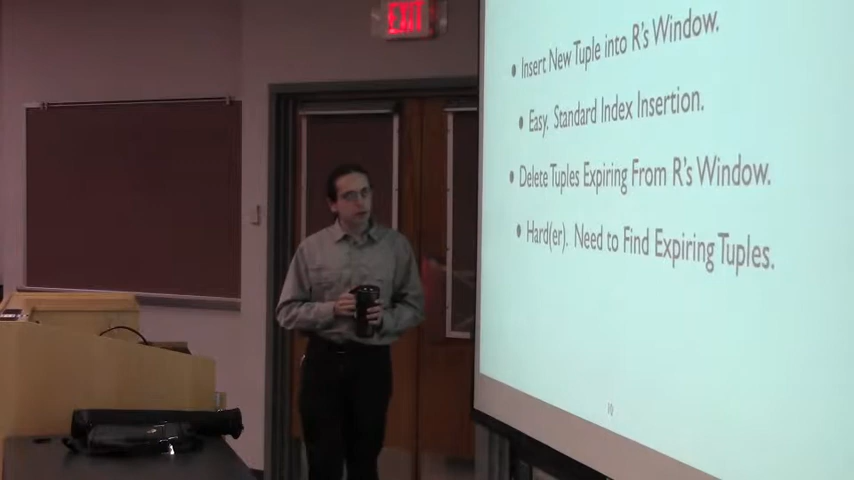 EXIT
• Insert New Tuple into R's Window.
• Easy. Standard Index Insertion.
• Delete Tuples Expiring From R's Window.
• Hard(er). Need to Find Expiring Tuples.
10